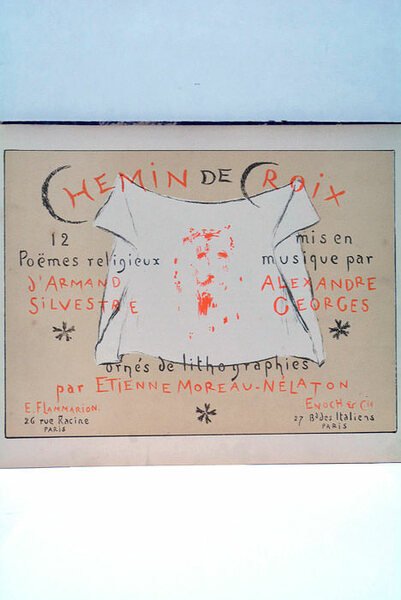 CHEMIN DE CROIX
12
Poëmes religieux
d'ARMAND
SILVESTRE
mis en
musique par
ALEXANDRE
GEORGES
ornés de lithographies
par ETIENNE MOREAU-NÉLATON
E. FLAMMARION.
26 rue Racine
PARIS
ENOCH & Cie
27 Bd des Italiens
PARIS